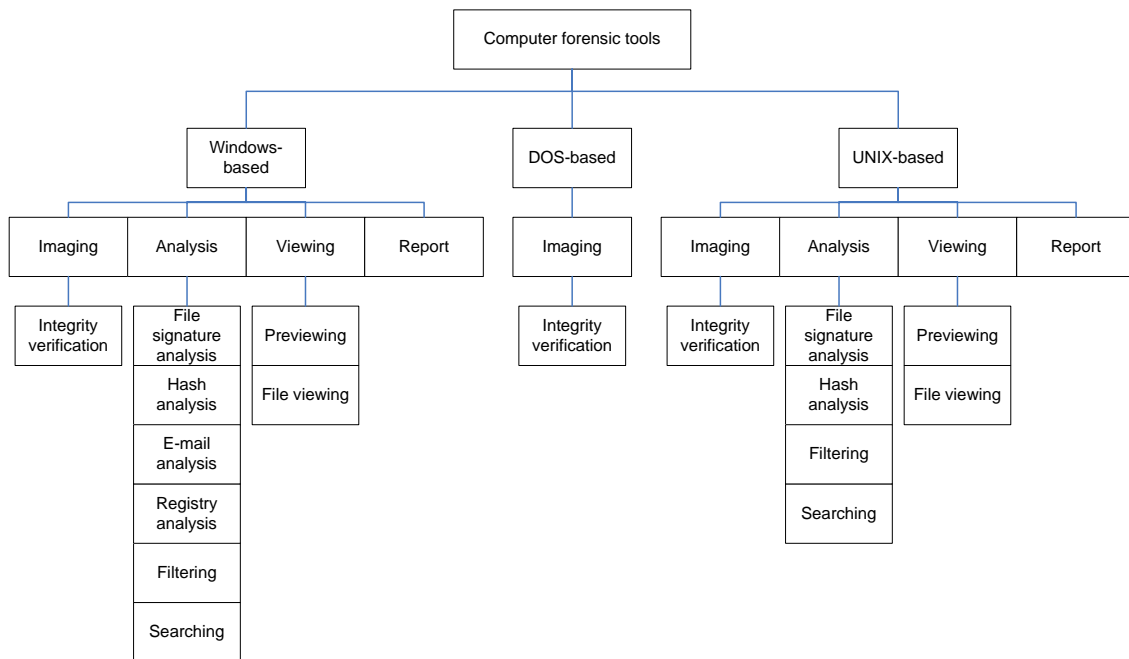 Computer forensic tools
Windows-
based
DOS-based
UNIX-based
Imaging
Analysis
Viewing
Report
Imaging
Imaging
Analysis
Viewing
Report
Integrity
verification
File
signature
analysis
Hash
analysis
E-mail
analysis
Registry
analysis
Filtering
Searching
Previewing
File viewing
Integrity
verification
Integrity
verification
File
signature
analysis
Hash
analysis
Filtering
Searching
Previewing
File viewing